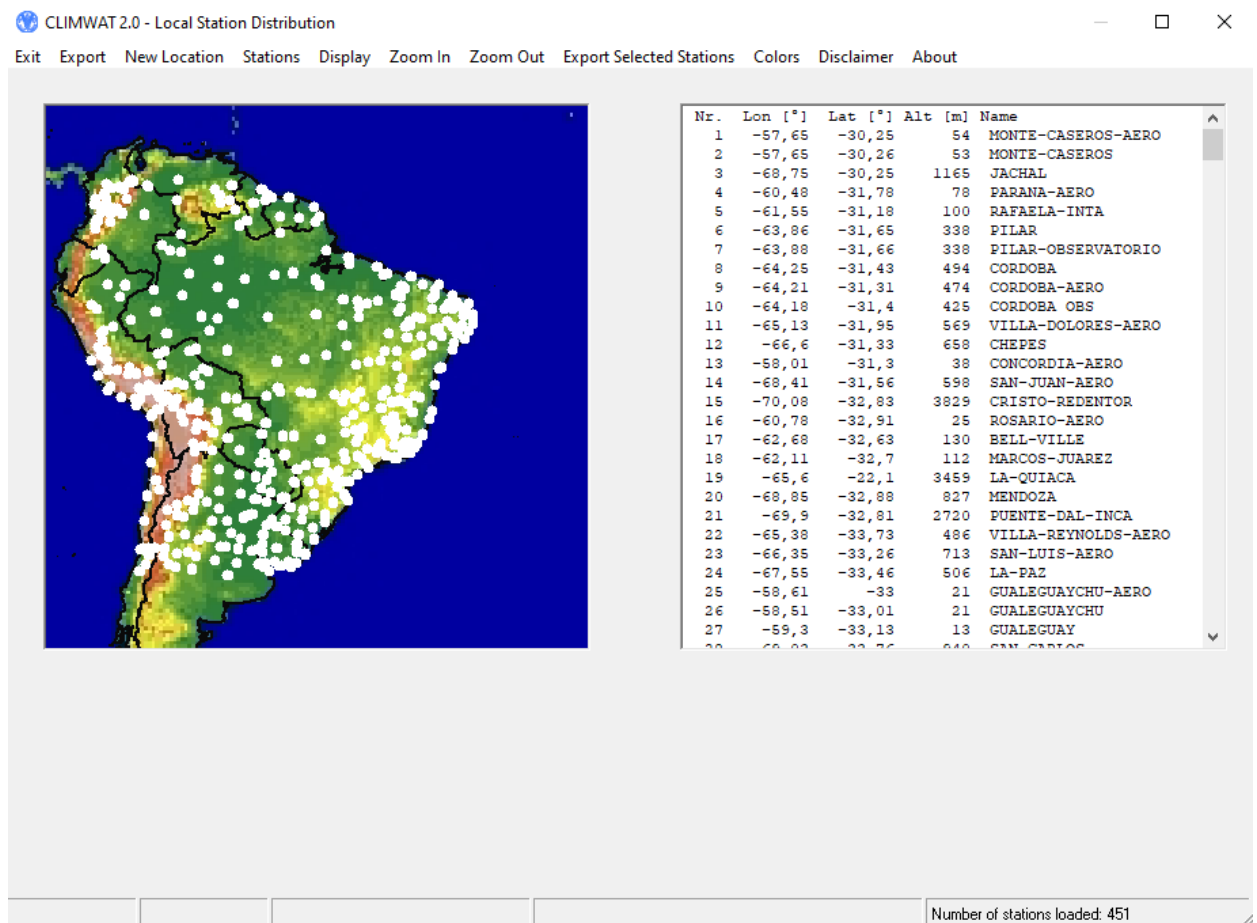 CLIMWAT 2.0 - Local Station Distribution
Exit Export New Location Stations Display Zoom In Zoom Out Export Selected Stations Colors Disclaimer About
Nr. Lon [°] Lat [°] Alt [m] Name
1 -57,65 -30,25 54 MONTE-CASEROS-AERO
2 -57,65 -30,26 53 MONTE-CASEROS
3 -68,75 -30,25 1165 JACHAL
4 -60,48 -31,78 78 PARANA-AERO
5 -61,55 -31,18 100 RAFAELA-INTA
6 -63,86 -31,65 338 PILAR
7 -63,88 -31,66 338 PILAR-OBSERVATORIO
8 -64,25 -31,43 494 CORDOBA
9 -64,21 -31,31 474 CORDOBA-AERO
10 -64,18 -31,4 425 CORDOBA OBS
11 -65,13 -31,95 569 VILLA-DOLORES-AERO
12 -66,6 -31,33 658 CHEPES
13 -58,01 -31,3 38 CONCORDIA-AERO
14 -68,41 -31,56 598 SAN-JUAN-AERO
15 -70,08 -32,83 3829 CRISTO-REDENTOR
16 -60,78 -32,91 25 ROSARIO-AERO
17 -62,68 -32,63 130 BELL-VILLE
18 -62,11 -32,7 112 MARCOS-JUAREZ
19 -65,6 -22,1 3459 LA-QUIACA
20 -68,85 -32,88 827 MENDOZA
21 -69,9 -32,81 2720 PUENTE-DAL-INCA
22 -65,38 -33,73 486 VILLA-REYNOLDS-AERO
23 -66,35 -33,26 713 SAN-LUIS-AERO
24 -67,55 -33,46 506 LA-PAZ
25 -58,61 -33 21 GUALEGUAYCHU-AERO
26 -58,51 -33,01 21 GUALEGUAYCHU
27 -59,3 -33,13 13 GUALEGUAY
Number of stations loaded: 451